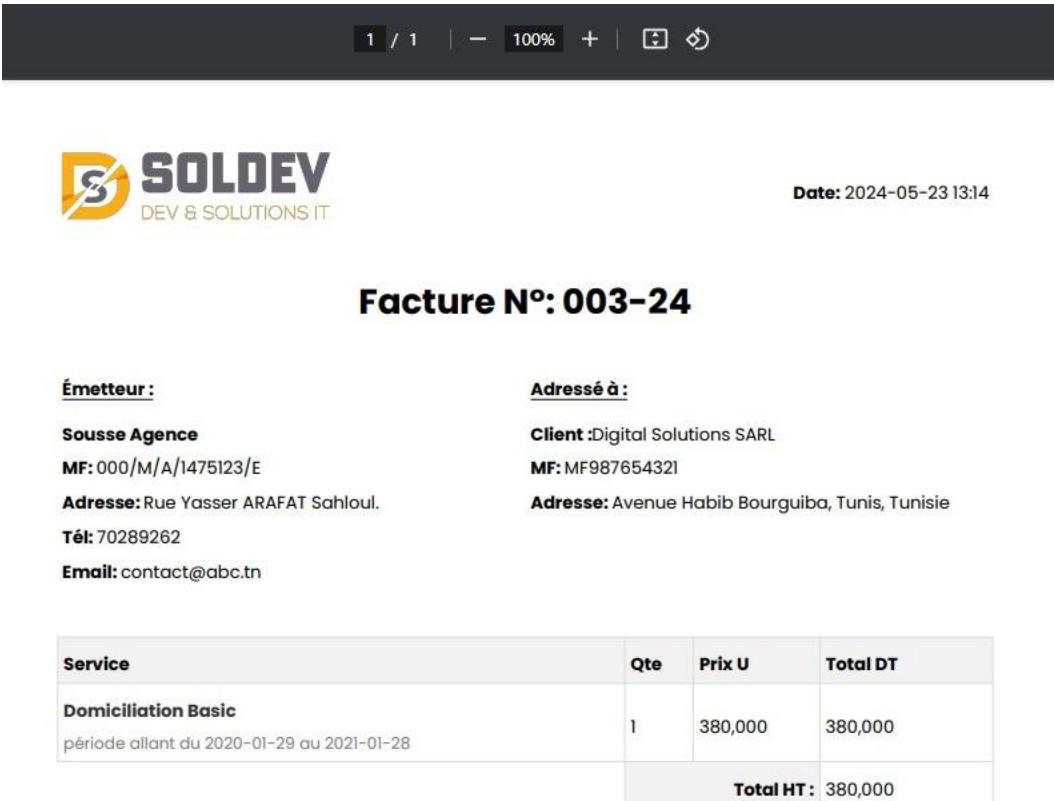 1 / 1 | − 100% + |
SOLDEV
DEV & SOLUTIONS IT
Date: 2024-05-23 13:14
Facture N°: 003-24
Émetteur :
Sousse Agence
MF: 000/M/A/1475123/E
Adresse: Rue Yasser ARAFAT Sahloul.
Tél: 70289262
Email: contact@abc.tn
Adressé à :
Client :Digital Solutions SARL
MF: MF987654321
Adresse: Avenue Habib Bourguiba, Tunis, Tunisie
Service Qte Prix U Total DT
Domiciliation Basic
période allant du 2020-01-29 au 2021-01-28
1 380,000 380,000
Total HT : 380,000